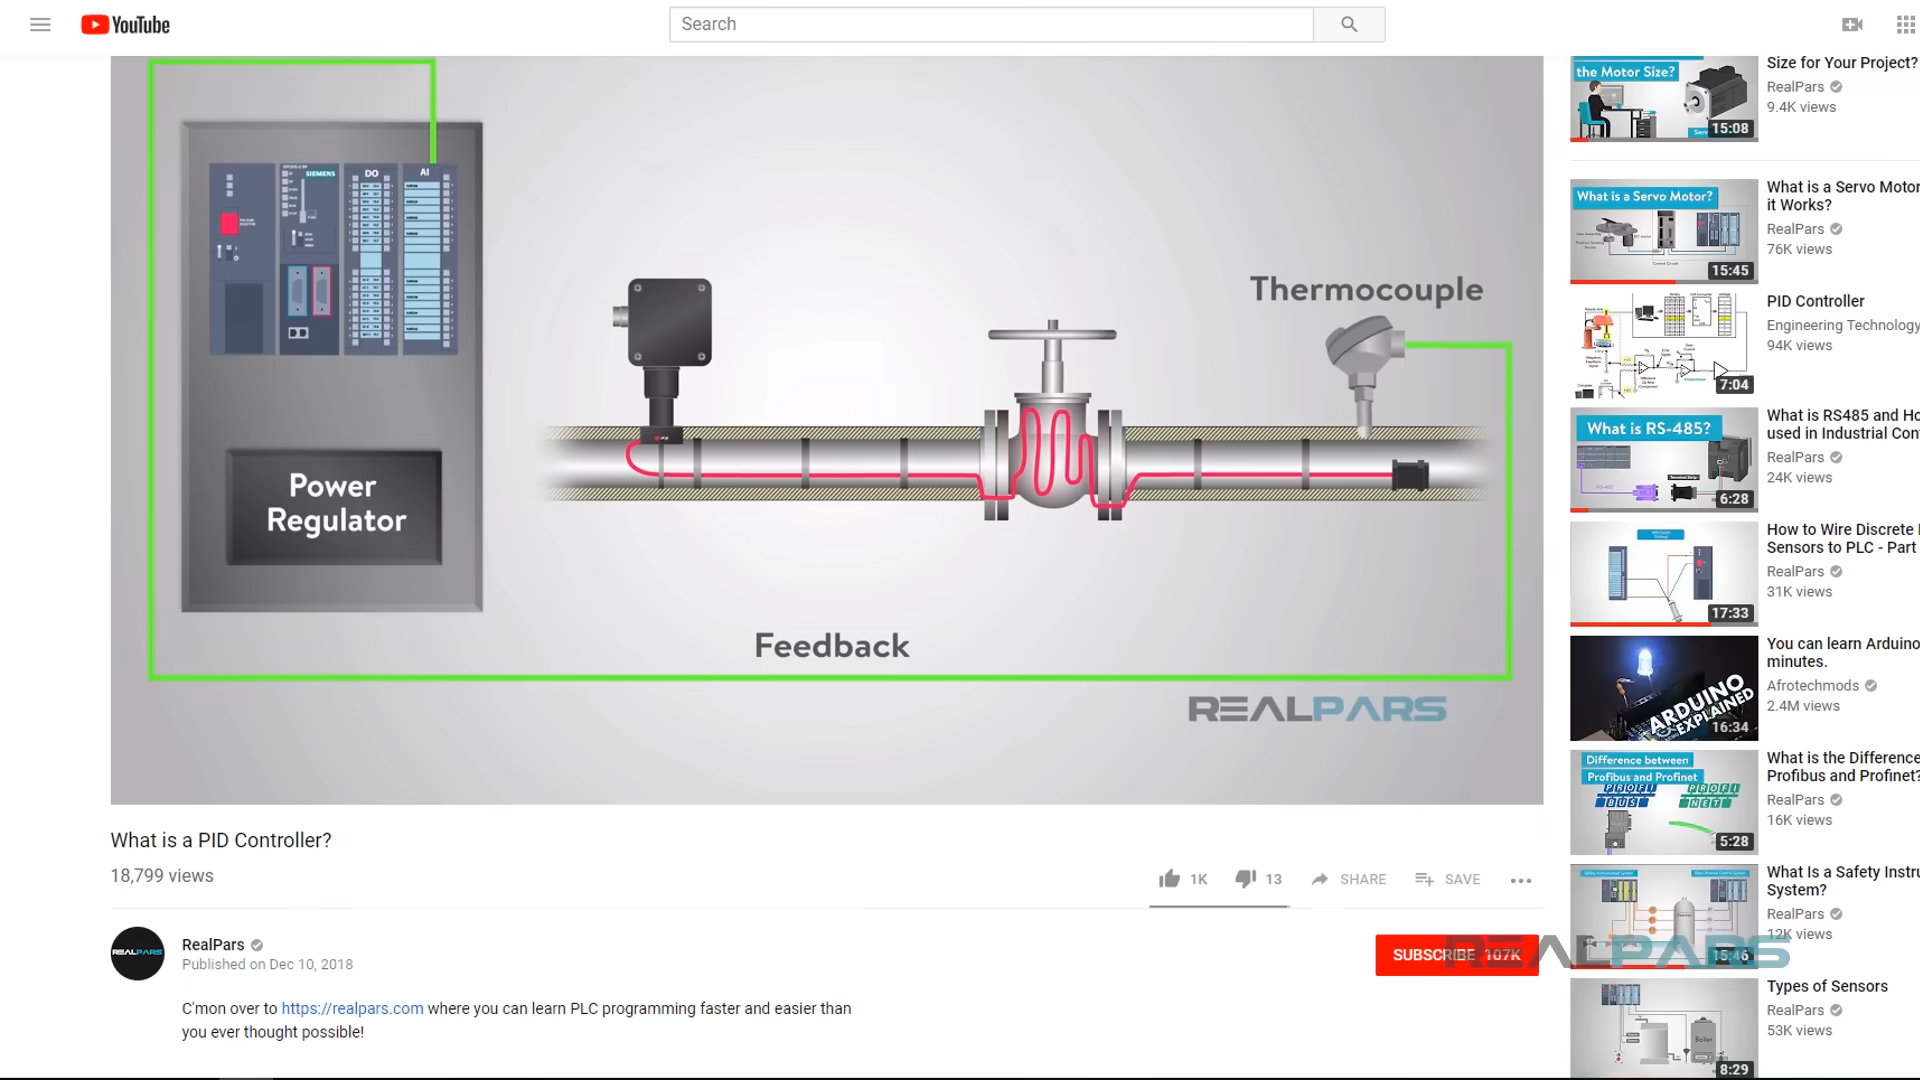 YouTube
Search
SIEMENS
DO
AI
Power
Regulator
Thermocouple
Feedback
REALPARS
What is a PID Controller?
18,799 views
1K
13
SHARE
SAVE
REALPARS
RealPars
Published on Dec 10, 2018
SUBSCRIBE 107K
C'mon over to https://realpars.com where you can learn PLC programming faster and easier than
you ever thought possible!
the Motor Size?
15:08
Size for Your Project?
RealPars
9.4K views
What is a Servo Motor?
15:45
What is a Servo Motor
it Works?
RealPars
76K views
7:04
PID Controller
Engineering Technology
94K views
What is RS-485?
6:28
What is RS485 and Ho
used in Industrial Con
RealPars
24K views
17:33
How to Wire Discrete
Sensors to PLC - Part
RealPars
31K views
ARDUINO
EXPLAINED
16:34
You can learn Arduino
minutes.
Afrotechmods
2.4M views
Difference between
Profibus and Profinet
PROFI
BUS
PROFI
NET
5:28
What is the Difference
Profibus and Profinet?
RealPars
16K views
15:46
What Is a Safety Instru
System?
RealPars
12K views
REALPARS
Boiler
8:29
Types of Sensors
RealPars
53K views